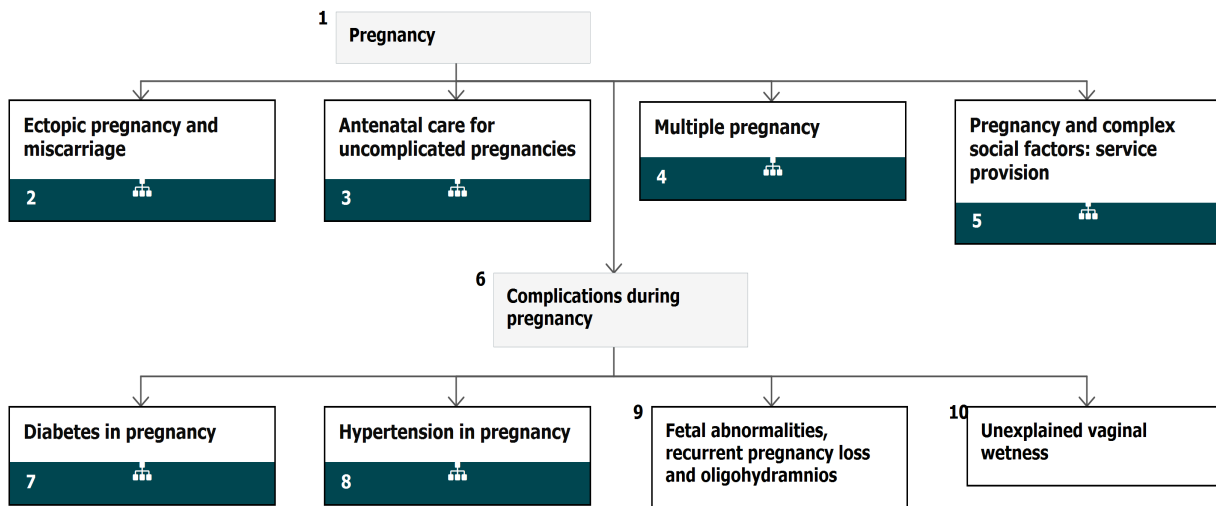 1
Pregnancy
Ectopic pregnancy and
miscarriage
2
Antenatal care for
uncomplicated pregnancies
3
Multiple pregnancy
4
Pregnancy and complex
social factors: service
provision
5
6
Complications during
pregnancy
Diabetes in pregnancy
7
Hypertension in pregnancy
8
9
Fetal abnormalities,
recurrent pregnancy loss
and oligohydramnios
10
Unexplained vaginal
wetness